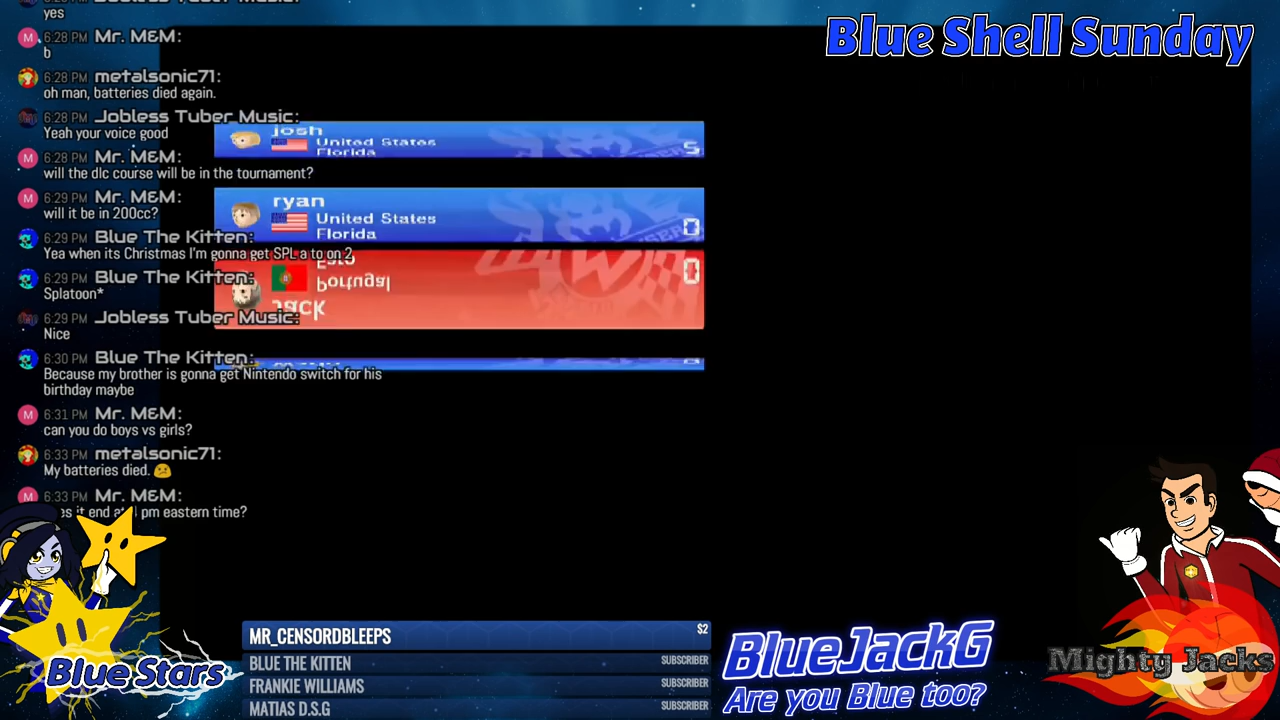 yes
Blue Shell Sunday
6:28 PM Mr. M&M:
b
6:28 PM metalsonic71:
oh man, batteries died again.
6:28 PM Jobless Tuber Music:
Yeah your voice good
6:28 PM Mr. M&M:
will the dlc course will be in the tournament?
6:29 PM Mr. M&M:
will it be in 200cc?
6:29 PM Blue The Kitten:
Yea when its Christmas I'm gonna get SPL a to on 2
6:29 PM Blue The Kitten:
Splatoon*
6:29 PM Jobless Tuber Music:
Nice
6:30 PM Blue The Kitten:
Because my brother is gonna get Nintendo switch for his
birthday maybe
6:31 PM Mr. M&M:
can you do boys vs girls?
6:33 PM metalsonic71:
My batteries died.
6:33 PM Mr. M&M:
it end at pm eastern time?
josh
United States
Florida
5
ryan
United States
Florida
0
Portugal
Jack
Blue Stars
MR_CENSORDBLEEPS $2
BLUE THE KITTEN SUBSCRIBER
FRANKIE WILLIAMS SUBSCRIBER
MATIAS D.S.G SUBSCRIBER
BlueJackG
Are you Blue too?
Mighty Jacks